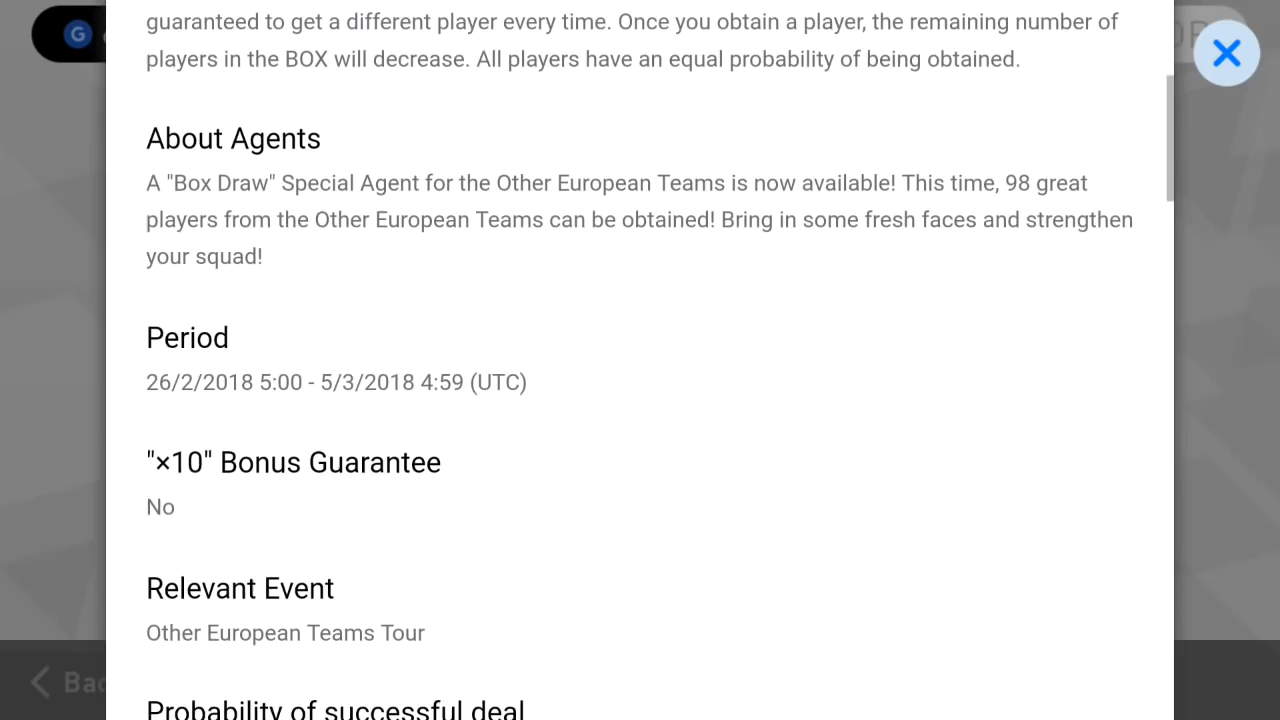 guaranteed to get a different player every time. Once you obtain a player, the remaining number of
players in the BOX will decrease. All players have an equal probability of being obtained.
About Agents
A "Box Draw" Special Agent for the Other European Teams is now available! This time, 98 great
players from the Other European Teams can be obtained! Bring in some fresh faces and strengthen
your squad!
Period
26/2/2018 5:00 - 5/3/2018 4:59 (UTC)
"×10" Bonus Guarantee
No
Relevant Event
Other European Teams Tour
Probability of successful deal
G